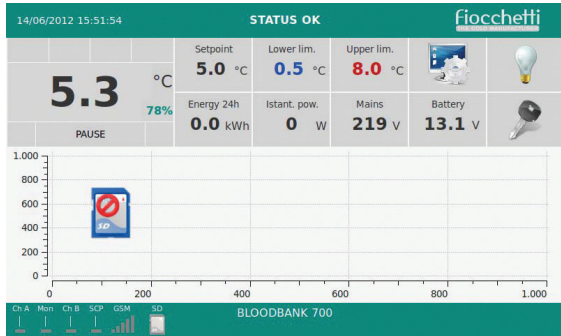 14/06/2012 15:51:54
STATUS OK
Fiocchetti
THE COLD MANUFACTURER
5.3 °C
78%
PAUSE
Setpoint
5.0 °C
Lower lim.
0.5 °C
Upper lim.
8.0 °C
Energy 24h
0.0 kWh
Istant. pow.
0 W
Mains
219 V
Battery
13.1 V
1.000
800
600
400
200
0
SD
0 200 400 600 800 1.000
Ch A Mon Ch B SCP GSM SD
BLOODBANK 700